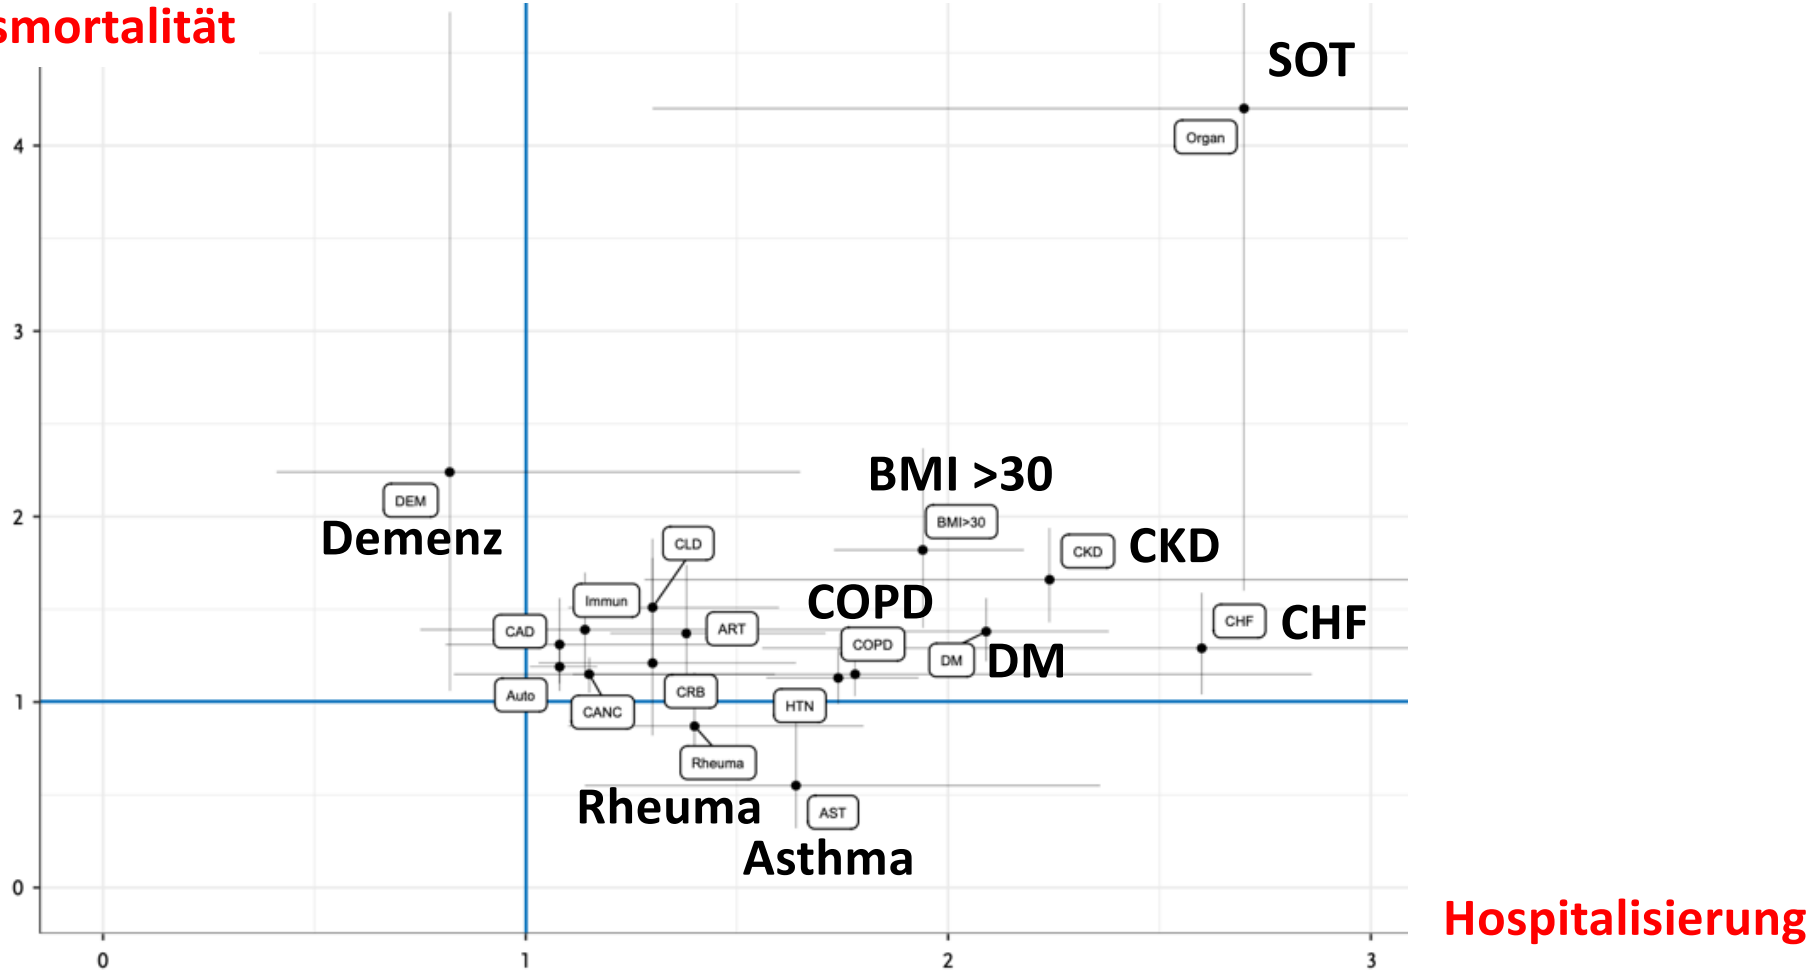 smortalität
SOT
4
Organ
3
BMI >30
DEM
2
BMI>30
Demenz
CLD
CKD
CKD
Immun
COPD
CAD
ART
CHF
CHF
COPD
DM
DM
Auto
CRB
1
CANC
HTN
Rheuma
Rheuma
AST
Asthma
0
Hospitalisierung
0 1 2 3